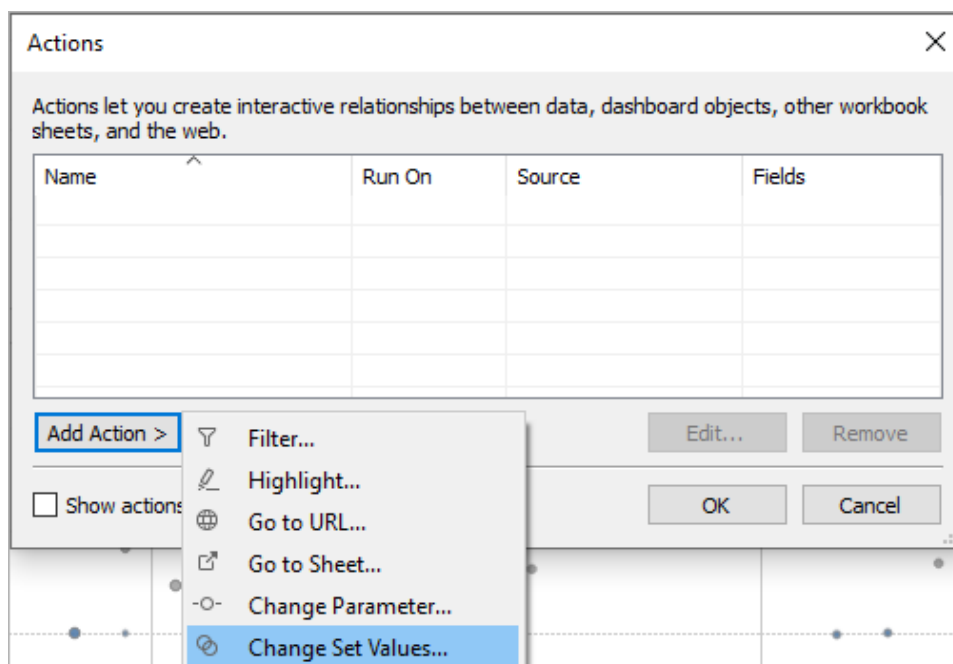 Actions
Actions let you create interactive relationships between data, dashboard objects, other workbook
sheets, and the web.
Name Run On Source Fields
Add Action > Edit... Remove
Filter...
Highlight...
Show actions OK Cancel
Go to URL...
Go to Sheet...
Change Parameter...
Change Set Values...